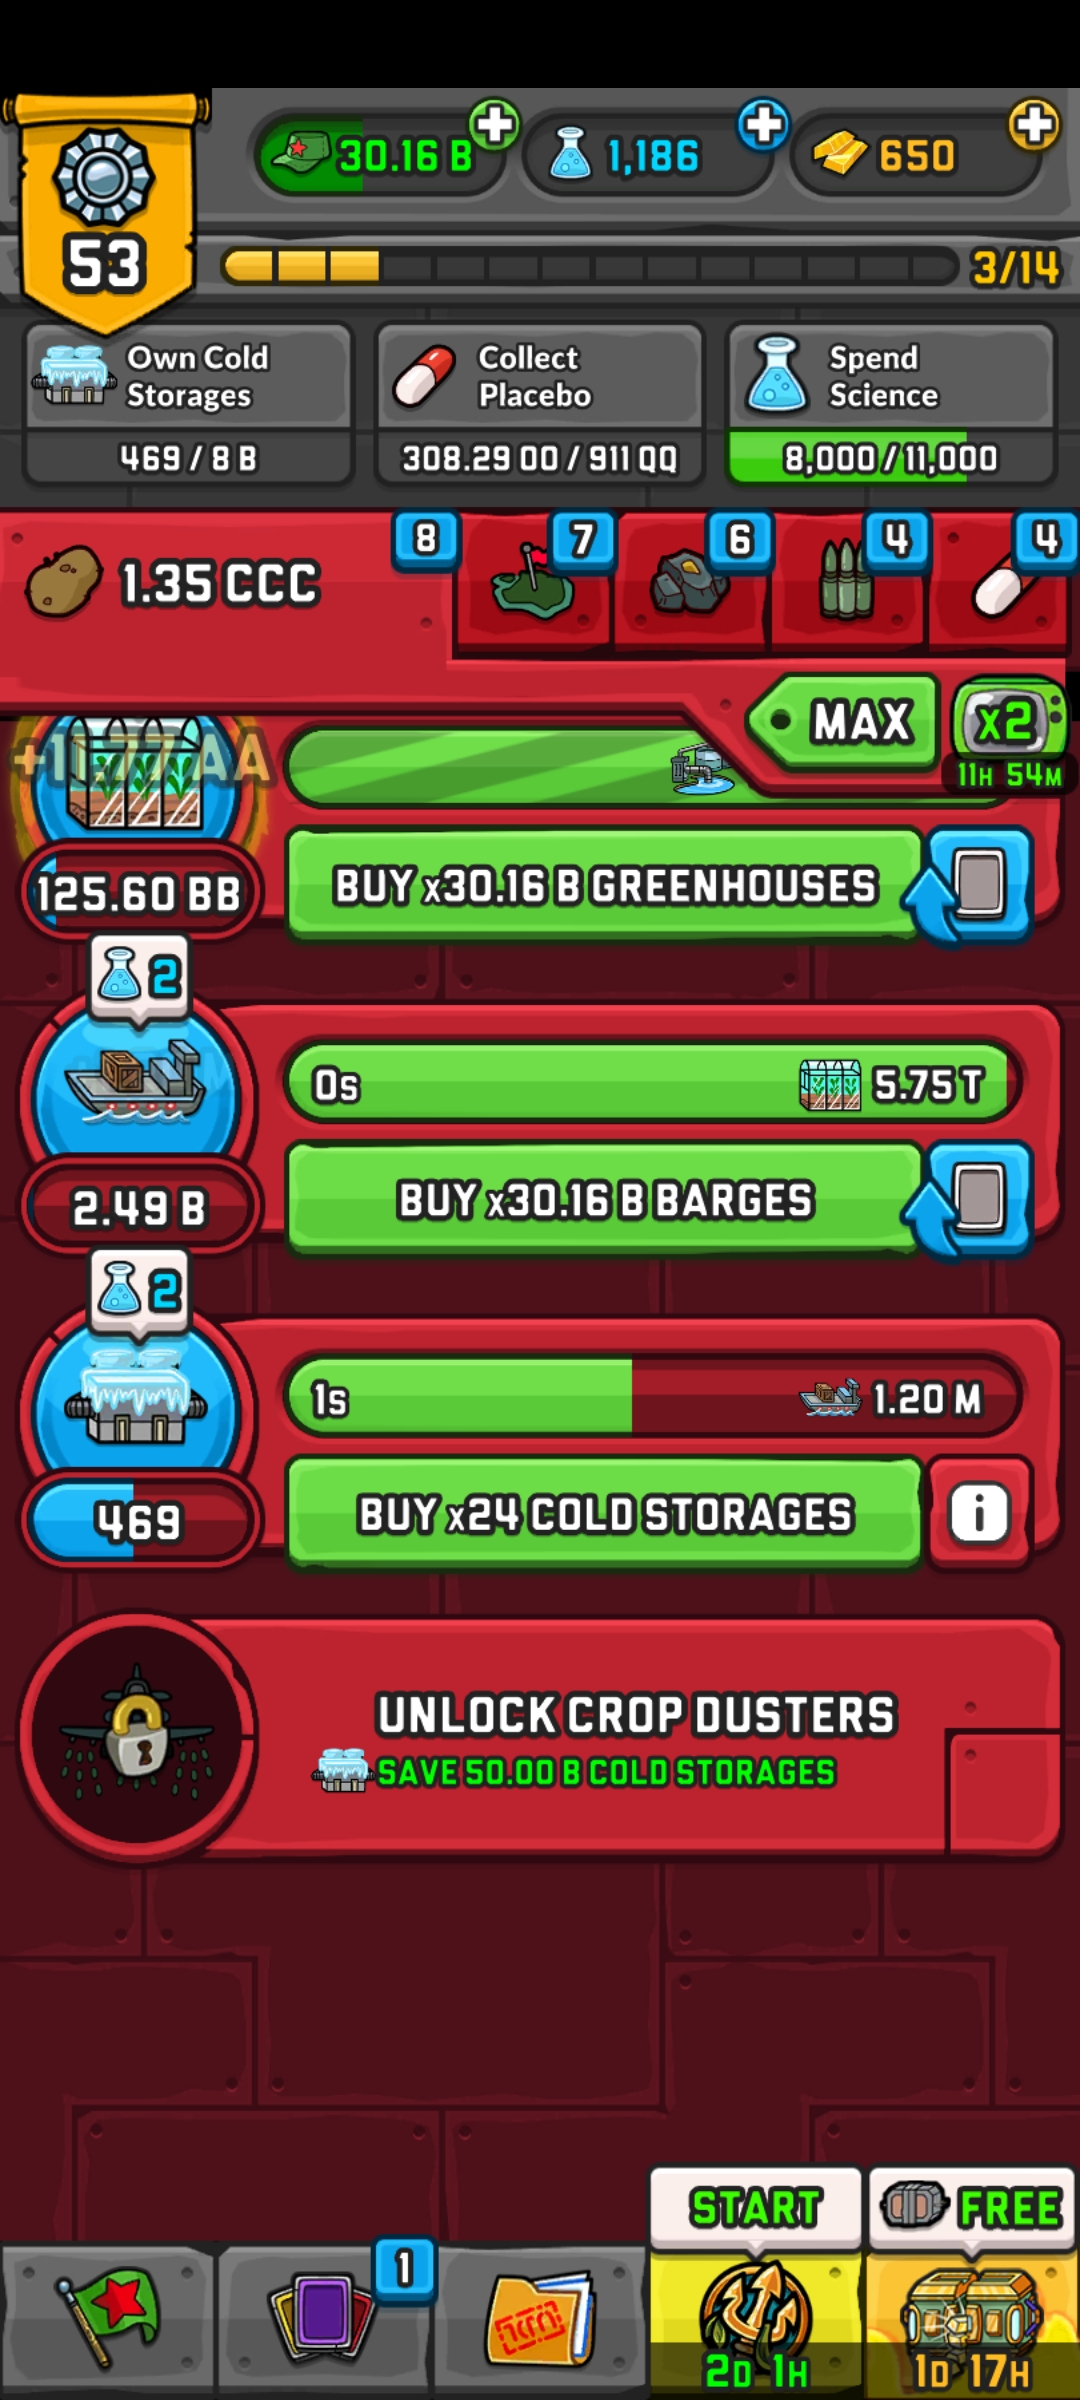 30.16 B
1,186
650
53
3/14
Own Cold
Storages
469 / 8 B
Collect
Placebo
308.29 OO / 911 QQ
Spend
Science
8,000 / 11,000
1.35 CCC
8
7
6
4
4
MAX
x2
11H 54M
125.60 BB
BUY x30.16 B GREENHOUSES
2
0s
5.75 T
2.49 B
BUY x30.16 B BARGES
2
1s
1.20 M
469
BUY x24 COLD STORAGES
i
UNLOCK CROP DUSTERS
SAVE 50.00 B COLD STORAGES
START
FREE
1
2D 1H
1D 17H